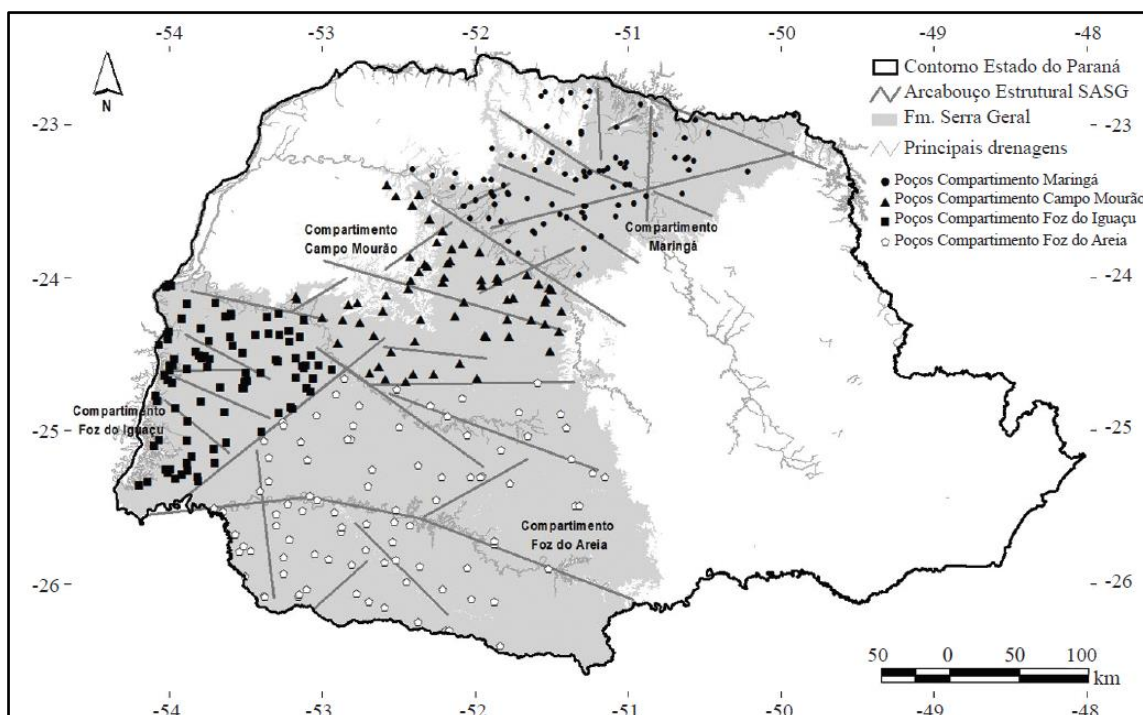 -54 -53 -52 -51 -50 -49 -48
N
Contorno Estado do Paraná
Arcabouço Estrutural SASG
Fm. Serra Geral
Principais drenagens
Poços Compartimento Maringá
Poços Compartimento Campo Mourão
Poços Compartimento Foz do Iguaçu
Poços Compartimento Foz do Areia
-23 -23
Compartimento
Campo Mourão
Compartimento
Maringá
-24 -24
Compartimento
Foz do Iguaçu
-25 -25
Compartimento
Foz do Areia
-26 -26
50 0 50 100
km
-54 -53 -52 -51 -50 -49 -48